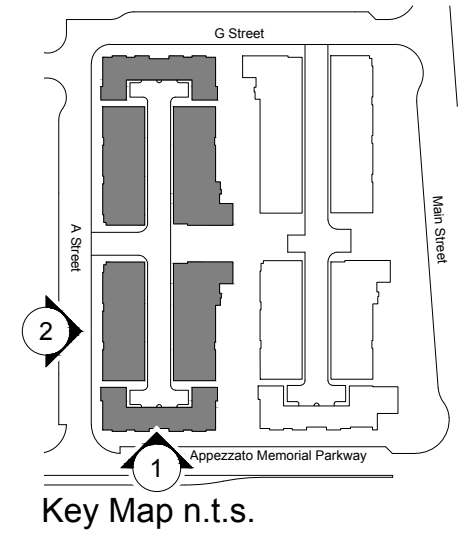 G Street
A Street
Main Street
2
1
Appezzato Memorial Parkway
Key Map n.t.s.